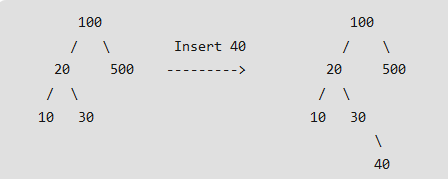 100 100
/ \ Insert 40 / \
20 500 ---------> 20 500
/ \ / \
10 30 10 30
\
40